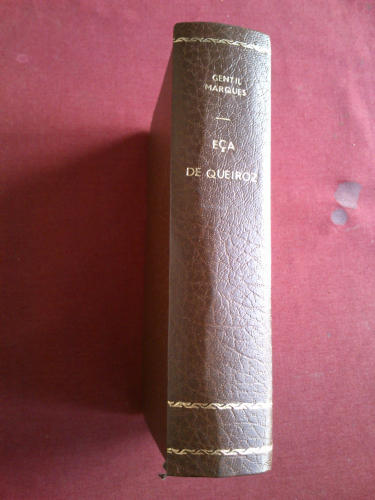 GENTIL
MARQUES
EÇA
DE QUEIROZ